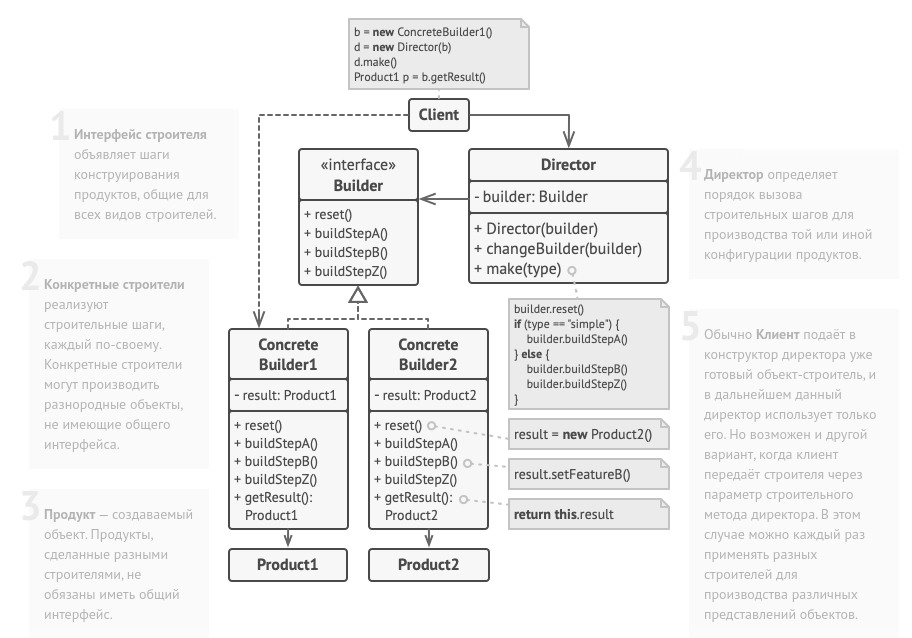 b = new ConcreteBuilder1()
d = new Director(b)
d.make()
Product1 p = b.getResult()
Client
1
Интерфейс строителя
объявляет шаги
конструирования
продуктов, общие для
всех видов строителей.
«interface»
Builder
+ reset()
+ buildStepA()
+ buildStepB()
+ buildStepZ()
Director
- builder: Builder
+ Director(builder)
+ changeBuilder(builder)
+ make(type)
4
Директор определяет
порядок вызова
строительных шагов для
производства той или иной
конфигурации продуктов.
2
Конкретные строители
реализуют
строительные шаги,
каждый по-своему.
Конкретные строители
могут производить
разнородные объекты,
не имеющие общего
интерфейса.
builder.reset()
if (type == "simple") {
builder.buildStepA()
} else {
builder.buildStepB()
builder.buildStepZ()
}
Concrete
Builder1
- result: Product1
+ reset()
+ buildStepA()
+ buildStepB()
+ buildStepZ()
+ getResult():
Product1
Concrete
Builder2
- result: Product2
+ reset()
+ buildStepA()
+ buildStepB()
+ buildStepZ()
+ getResult():
Product2
result = new Product2()
result.setFeatureB()
return this.result
5
Обычно Клиент подаёт в
конструктор директора уже
готовый объект-строитель, и
в дальнейшем данный
директор использует только
его. Но возможен и другой
вариант, когда клиент
передаёт строителя через
параметр строительного
метода директора. В этом
случае можно каждый раз
применять разных
строителей для
производства различных
представлений объектов.
3
Продукт — создаваемый
объект. Продукты,
сделанные разными
строителями, не
обязаны иметь общий
интерфейс.
Product1
Product2